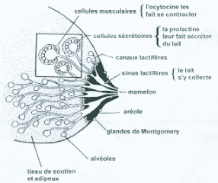 cellules musculaires { l'ocytocine les
fait se contracter
cellules sécrétoires { la prolactine
leur fait sécréter
du lait
canaux lactifères
sinus lactifères { le lait
s'y collecte
mamelon
aréole
glandes de Montgomery
alvéoles
tissu de soutien
et adipeux